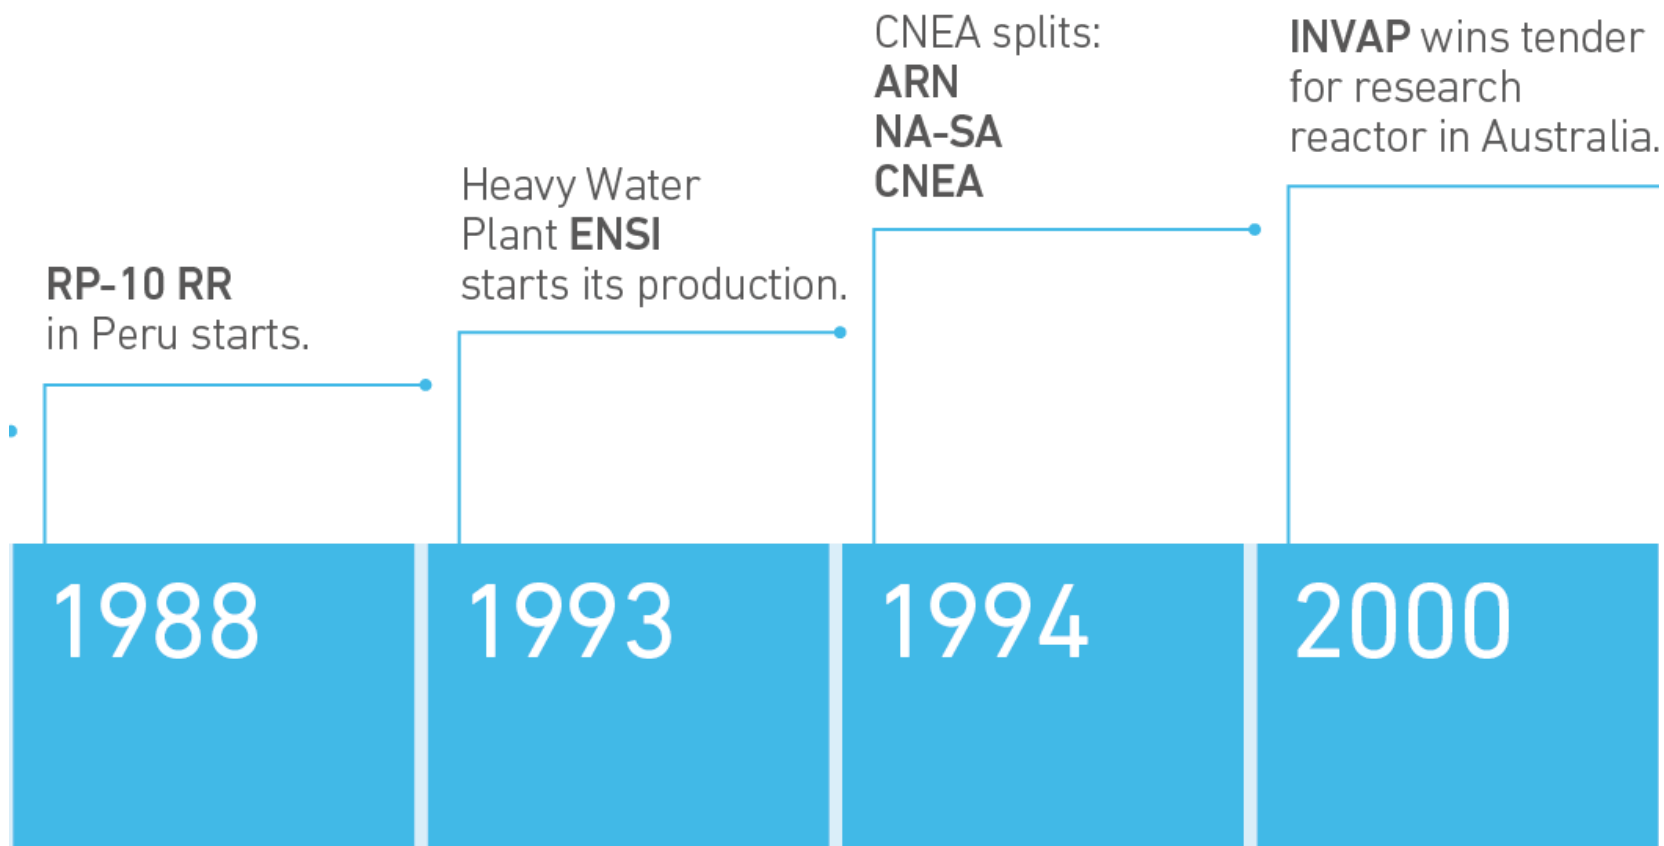 RP-10 RR
in Peru starts.
Heavy Water
Plant ENSI
starts its production.
CNEA splits:
ARN
NA-SA
CNEA
INVAP wins tender
for research
reactor in Australia.
1988
1993
1994
2000